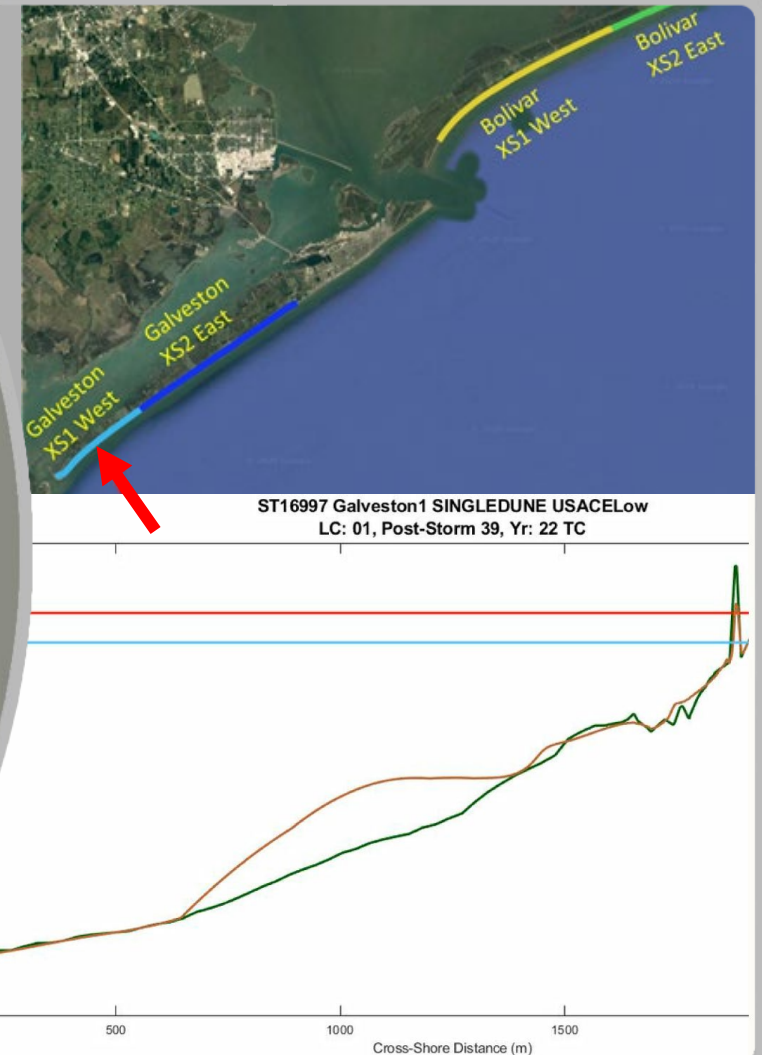 Bolivar
XS2 East
Bolivar
XS1 West
Galveston
XS2 East
Galveston
XS1 West
ST16997 Galveston1 SINGLEDUNE USACELow
LC: 01, Post-Storm 39, Yr: 22 TC
500
1000
1500
Cross-Shore Distance (m)